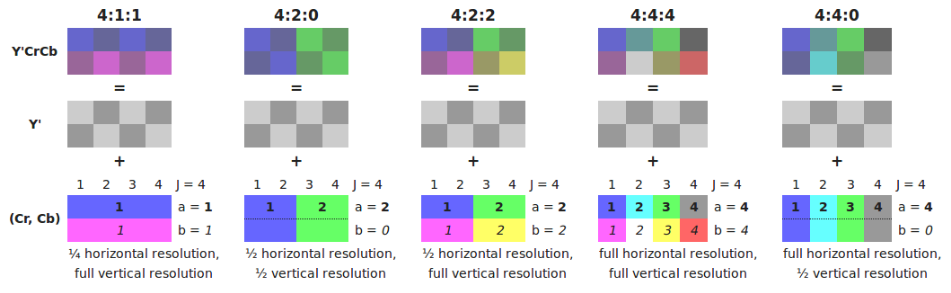 4:1:1 4:2:0 4:2:2 4:4:4 4:4:0
Y'CrCb
= = = = =
Y'
+ + + + +
1 2 3 4 J = 4 1 2 3 4 J = 4 1 2 3 4 J = 4 1 2 3 4 J = 4 1 2 3 4 J = 4
1 a = 1 1 2 a = 2 1 2 a = 2 1 2 3 4 a = 4 1 2 3 4 a = 4
(Cr, Cb)
1 b = 1 b = 0 1 2 b = 2 1 2 3 4 b = 4 b = 0
¼ horizontal resolution, ½ horizontal resolution, ½ horizontal resolution, full horizontal resolution, full horizontal resolution,
full vertical resolution ½ vertical resolution full vertical resolution full vertical resolution ½ vertical resolution